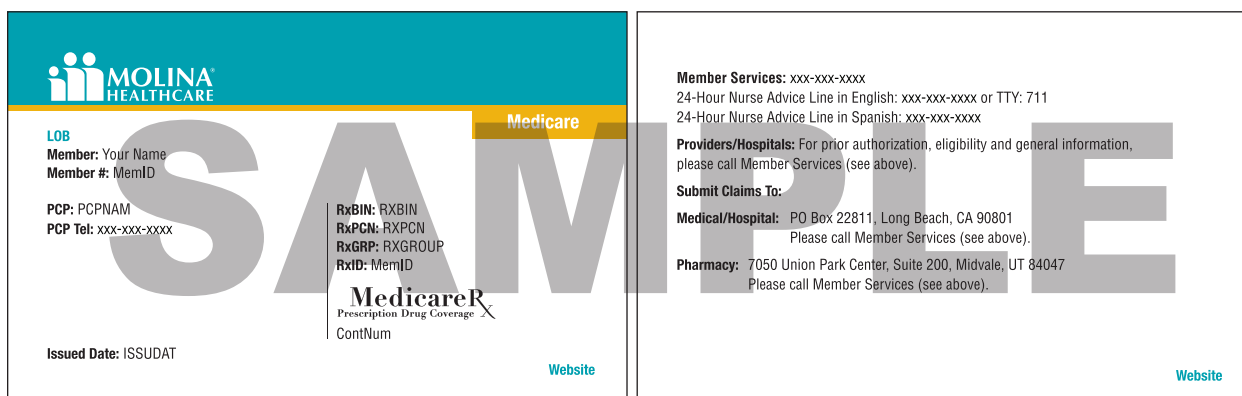 MOLINA®
HEALTHCARE
Medicare
LOB
Member: Your Name
Member #: MemID
PCP: PCPNAM
PCP Tel: xxx-xxx-xxxx
RxBIN: RXBIN
RxPCN: RXPCN
RxGRP: RXGROUP
RxID: MemID
MedicareRx
Prescription Drug Coverage
ContNum
Issued Date: ISSUDAT
Website
Member Services: xxx-xxx-xxxx
24-Hour Nurse Advice Line in English: xxx-xxx-xxxx or TTY: 711
24-Hour Nurse Advice Line in Spanish: xxx-xxx-xxxx
Providers/Hospitals: For prior authorization, eligibility and general information,
please call Member Services (see above).
Submit Claims To:
Medical/Hospital: PO Box 22811, Long Beach, CA 90801
Please call Member Services (see above).
Pharmacy: 7050 Union Park Center, Suite 200, Midvale, UT 84047
Please call Member Services (see above).
Website
SAMPLE